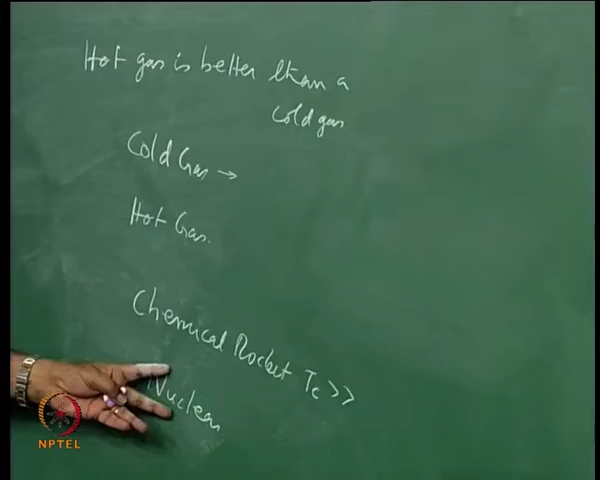 Hot gas is better than a
cold gas
Cold Gas →
Hot Gas.
Chemical Rocket Tc >>
Nuclear
NPTEL